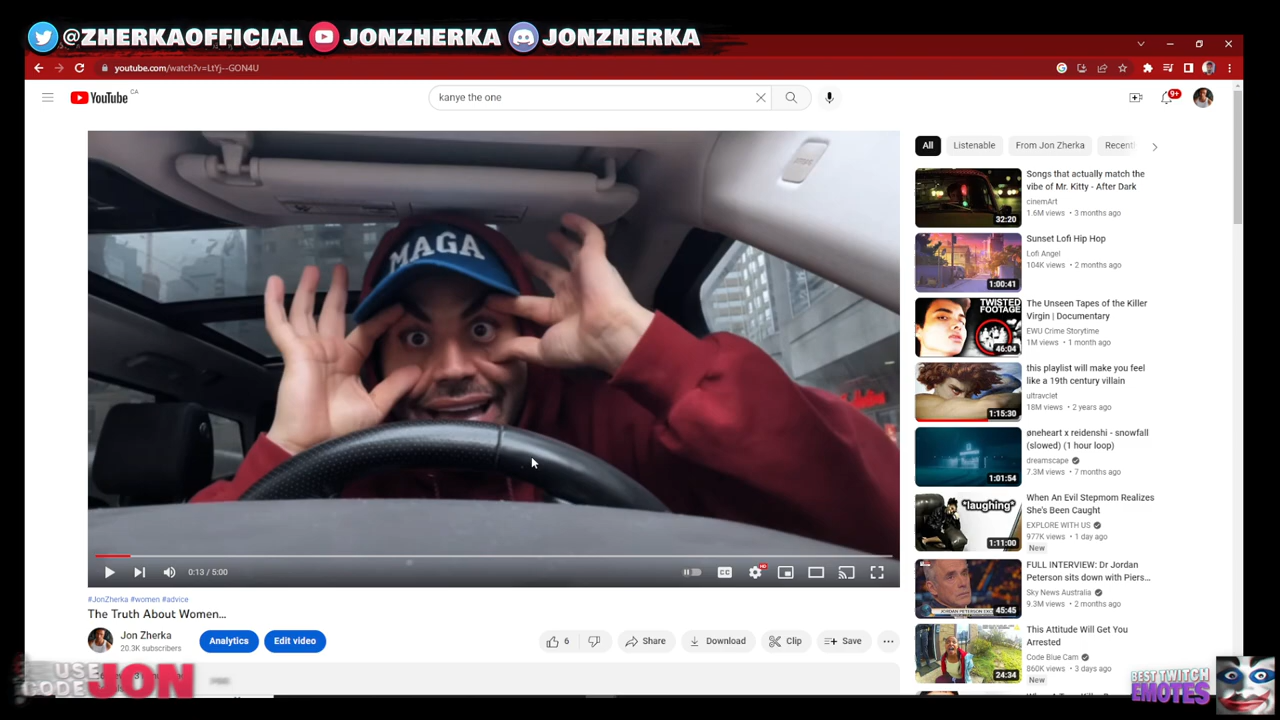 @ZHERKAOFFICIAL JONZHERKA JONZHERKA
youtube.com/watch?v=LtYj--GON4U
YouTube CA
kanye the one
9+
All Listenable From Jon Zherka Recentl
MAGA
Songs that actually match the
vibe of Mr. Kitty - After Dark
cinemArt
1.6M views • 3 months ago
32:20
Sunset Lofi Hip Hop
Lofi Angel
104K views • 2 months ago
1:00:41
TWISTED
FOOTAGE
The Unseen Tapes of the Killer
Virgin | Documentary
EWU Crime Storytime
1M views • 1 month ago
46:04
this playlist will make you feel
like a 19th century villain
ultravclet
18M views • 2 years ago
1:15:30
øneheart x reidenshi - snowfall
(slowed) (1 hour loop)
dreamscape
7.3M views • 7 months ago
1:01:54
*laughing*
When An Evil Stepmom Realizes
She's Been Caught
EXPLORE WITH US
977K views • 1 day ago
New
1:11:00
FULL INTERVIEW: Dr Jordan
Peterson sits down with Piers...
Sky News Australia
9.3M views • 2 months ago
45:45
This Attitude Will Get You
Arrested
Code Blue Cam
860K views • 3 days ago
New
24:34
0:13 / 5:00
CC
HD
#JonZherka #women #advice
The Truth About Women...
Jon Zherka
20.3K subscribers
Analytics Edit video
6 Share Download Clip Save
USE
CODE JON
BEST TWITCH
EMOTES